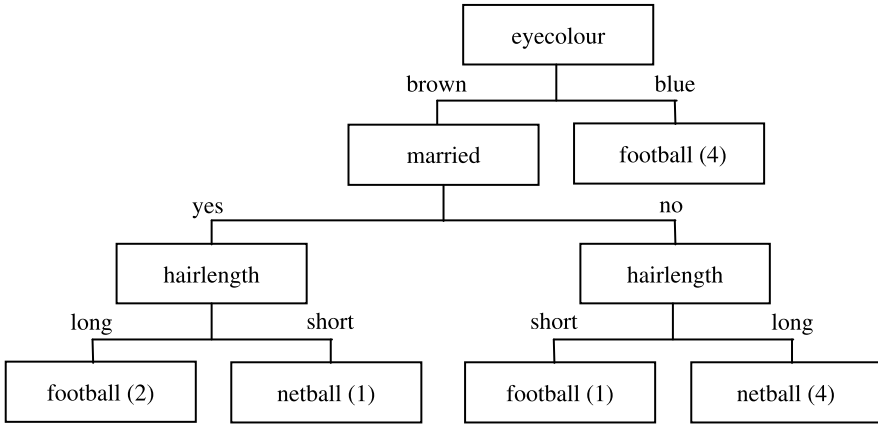 eyecolour
brown blue
married football (4)
yes no
hairlength hairlength
long short short long
football (2) netball (1) football (1) netball (4)